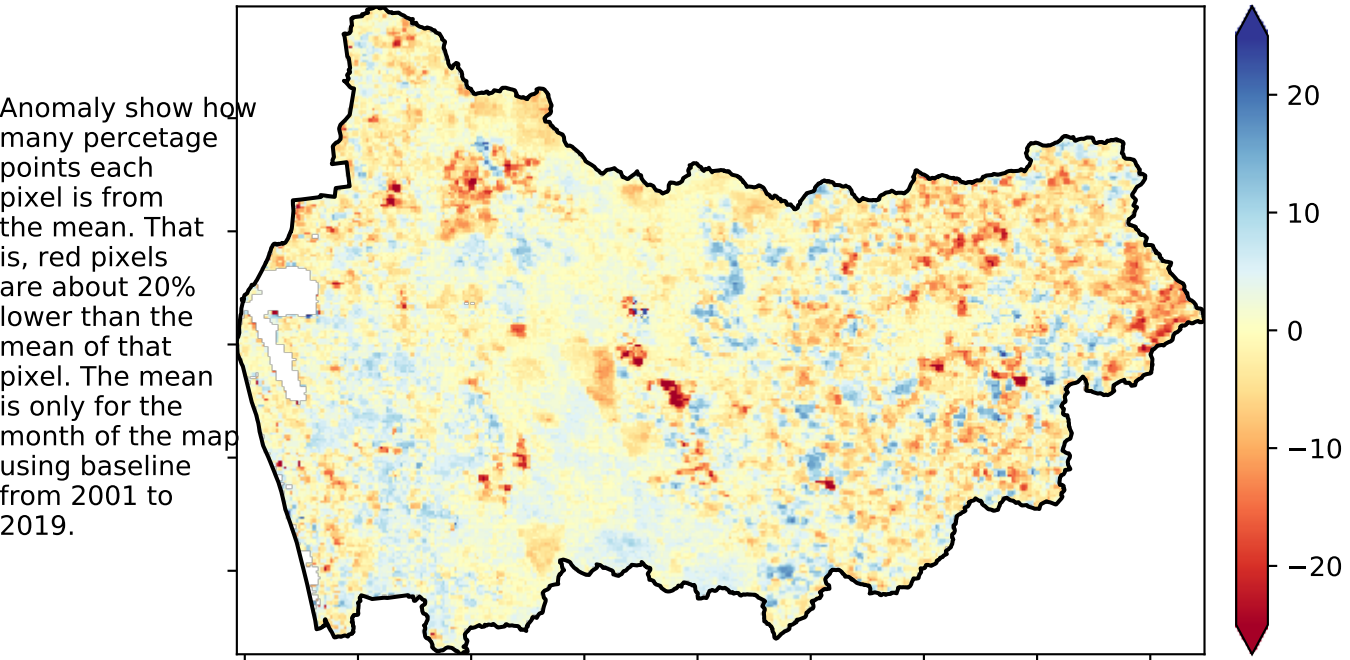 Anomaly show how
many percetage
points each
pixel is from
the mean. That
is, red pixels
are about 20%
lower than the
mean of that
pixel. The mean
is only for the
month of the map
using baseline
from 2001 to
2019.
20
10
0
−10
−20